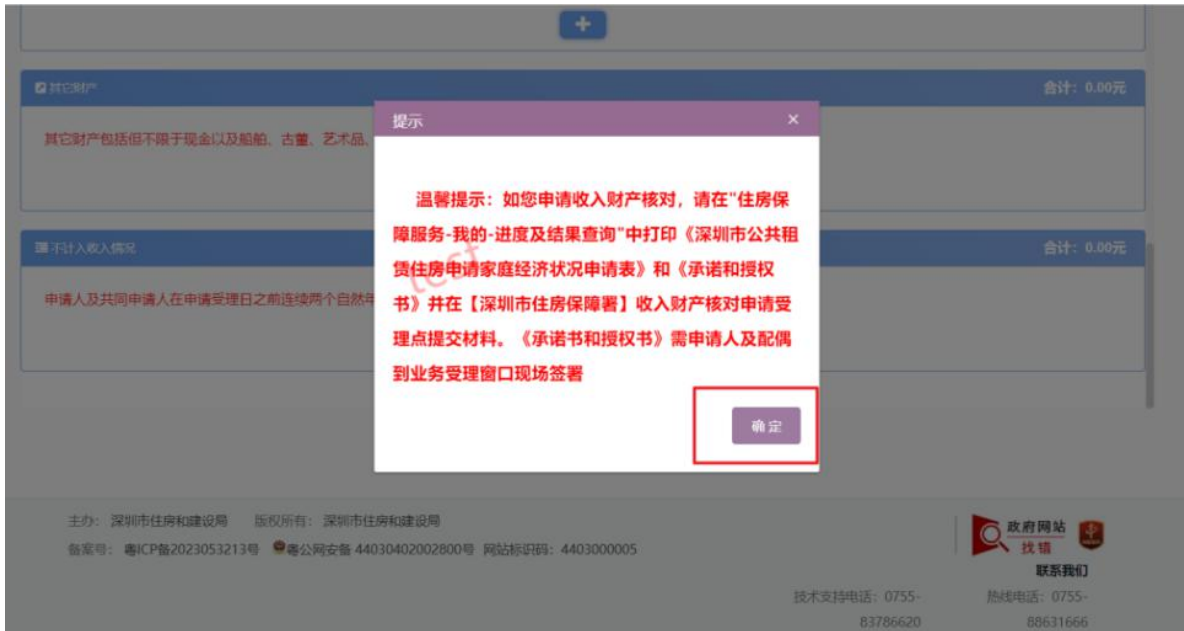 其它财产
合计：0.00元
其它财产包括但不限于现金以及船舶、古董、艺术品、
提示
×
温馨提示：如您申请收入财产核对，请在"住房保
障服务-我的-进度及结果查询"中打印《深圳市公共租
赁住房申请家庭经济状况申请表》和《承诺和授权
书》并在【深圳市住房保障署】收入财产核对申请受
理点提交材料。《承诺书和授权书》需申请人及配偶
到业务受理窗口现场签署
test
确定
不计入收入情况
合计：0.00元
申请人及共同申请人在申请受理日之前连续两个自然年
主办：深圳市住房和建设局 版权所有：深圳市住房和建设局
备案号：粤ICP备2023053213号 粤公网安备 44030402002800号 网站标识码：4403000005
政府网站
找错
联系我们
技术支持电话：0755-
83786620
热线电话：0755-
88631666